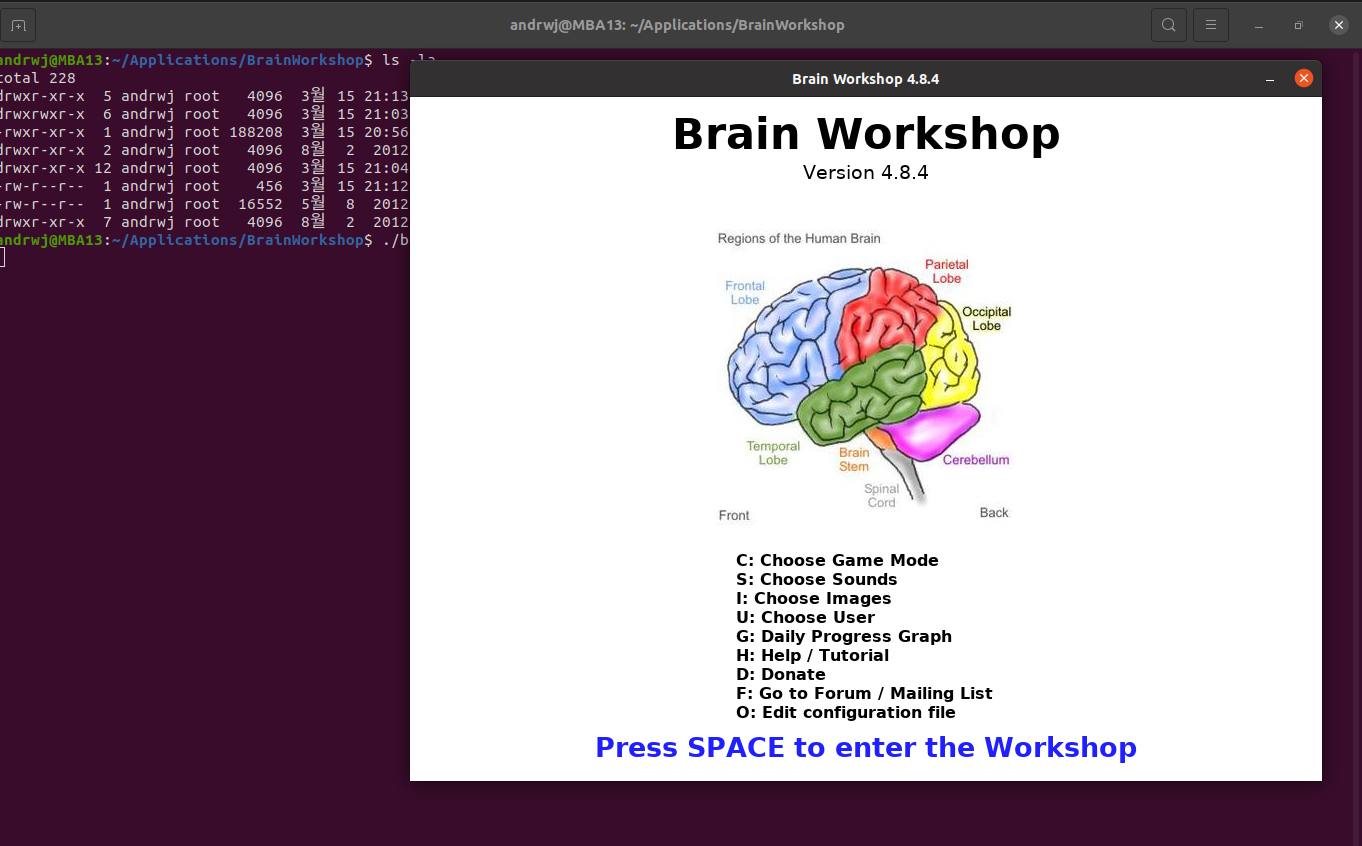 andrwj@MBA13: ~/Applications/BrainWorkshop
andrwj@MBA13:~/Applications/BrainWorkshop$ ls -la
total 228
drwxr-xr-x  5 andrwj root   4096  3월 15 21:13
drwxrwxr-x  6 andrwj root   4096  3월 15 21:03
-rwxr-xr-x  1 andrwj root 188208  3월 15 20:56
drwxr-xr-x  2 andrwj root   4096  8월  2  2012
drwxr-xr-x 12 andrwj root   4096  3월 15 21:04
-rw-r--r--  1 andrwj root    456  3월 15 21:12
-rw-r--r--  1 andrwj root  16552  5월  8  2012
drwxr-xr-x  7 andrwj root   4096  8월  2  2012
andrwj@MBA13:~/Applications/BrainWorkshop$ ./b
Brain Workshop 4.8.4
Brain Workshop
Version 4.8.4
Regions of the Human Brain
Parietal
Lobe
Frontal
Lobe
Occipital
Lobe
Temporal
Lobe
Brain
Stem
Cerebellum
Spinal
Cord
Front
Back
C: Choose Game Mode
S: Choose Sounds
I: Choose Images
U: Choose User
G: Daily Progress Graph
H: Help / Tutorial
D: Donate
F: Go to Forum / Mailing List
O: Edit configuration file
Press SPACE to enter the Workshop